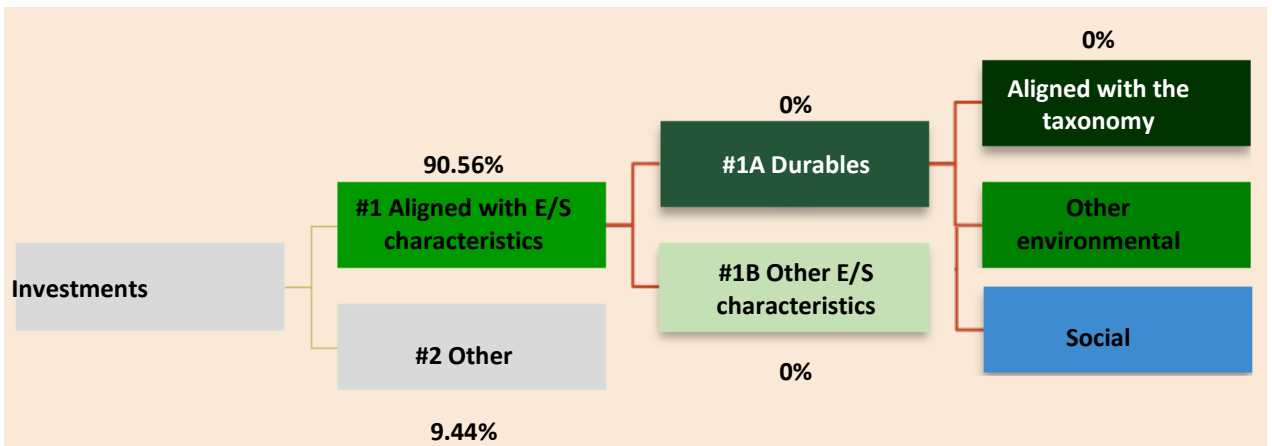 Investments
90.56%
#1 Aligned with E/S
characteristics
#2 Other
9.44%
0%
#1A Durables
#1B Other E/S
characteristics
0%
0%
Aligned with the
taxonomy
Other
environmental
Social